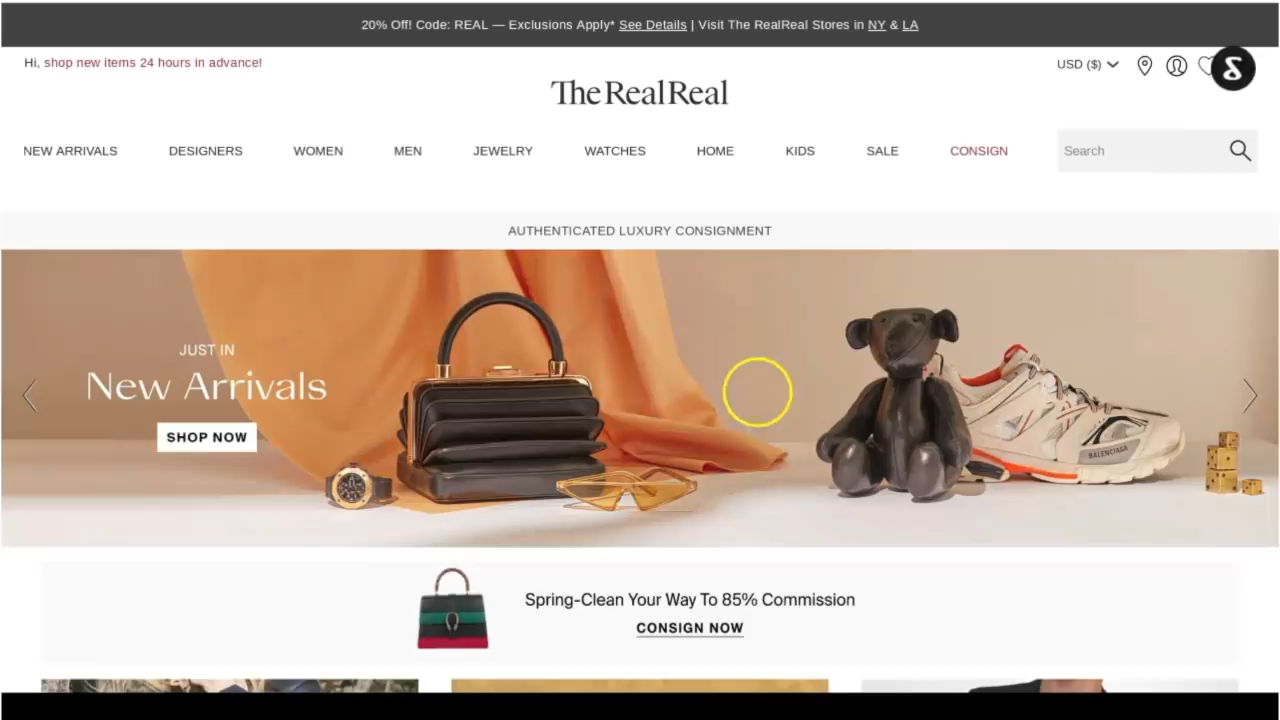 20% Off! Code: REAL — Exclusions Apply* See Details | Visit The RealReal Stores in NY & LA
Hi, shop new items 24 hours in advance!
USD ($)
The RealReal
NEW ARRIVALS DESIGNERS WOMEN MEN JEWELRY WATCHES HOME KIDS SALE CONSIGN Search
AUTHENTICATED LUXURY CONSIGNMENT
JUST IN
New Arrivals
SHOP NOW
BALENCIAGA
Spring-Clean Your Way To 85% Commission
CONSIGN NOW